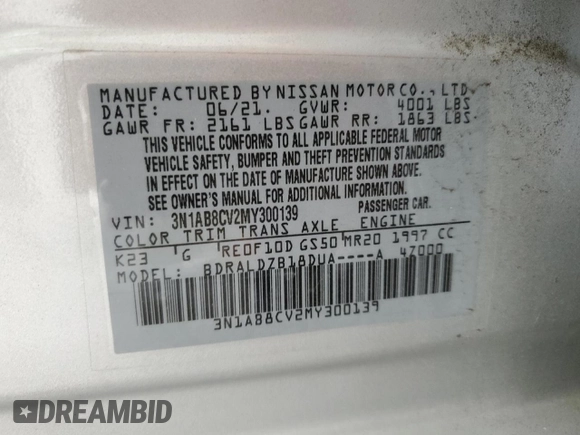 MANUFACTURED BY NISSAN MOTOR CO., LTD.
DATE: 06/21. GVWR: 4001 LBS
GAWR FR: 2161 LBS GAWR RR: 1863 LBS
THIS VEHICLE CONFORMS TO ALL APPLICABLE FEDERAL MOTOR
VEHICLE SAFETY, BUMPER AND THEFT PREVENTION STANDARDS
IN EFFECT ON THE DATE OF MANUFACTURE SHOWN ABOVE.
SEE OWNER'S MANUAL FOR ADDITIONAL INFORMATION.
VIN: 3N1AB8CV2MY300139 PASSENGER CAR.
COLOR TRIM TRANS AXLE ENGINE
K23 G RE0F10D GS50 MR20 1997 CC
MODEL: BDRALDZB18DUA----A 47000
3N1AB8CV2MY300139
DREAMBID